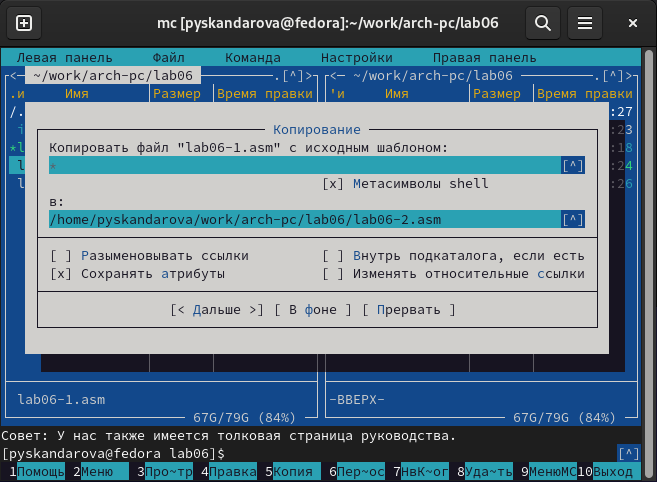 mc [pyskandarova@fedora]:~/work/arch-pc/lab06
Левая панель Файл Команда Настройки Правая панель
<─ ~/work/arch-pc/lab06 .[^]> <─ ~/work/arch-pc/lab06 .[^]>
.и Имя Размер Время правки 'и Имя Размер Время правки
/. :27
:23
*l :18
l :24
l :26
Копирование
Копировать файл "lab06-1.asm" с исходным шаблоном:
* [^]
[x] Метасимволы shell
в:
/home/pyskandarova/work/arch-pc/lab06/lab06-2.asm [^]
[ ] Разыменовывать ссылки [ ] Внутрь подкаталога, если есть
[x] Сохранять атрибуты [ ] Изменять относительные ссылки
[< Дальше >] [ В фоне ] [ Прервать ]
lab06-1.asm -ВВЕРХ-
67G/79G (84%) 67G/79G (84%)
Совет: У нас также имеется толковая страница руководства.
[pyskandarova@fedora lab06]$ [^]
1Помощь 2Меню 3Про~тр 4Правка 5Копия 6Пер~ос 7НвК~ог 8Уда~ть 9МенюMC 10Выход